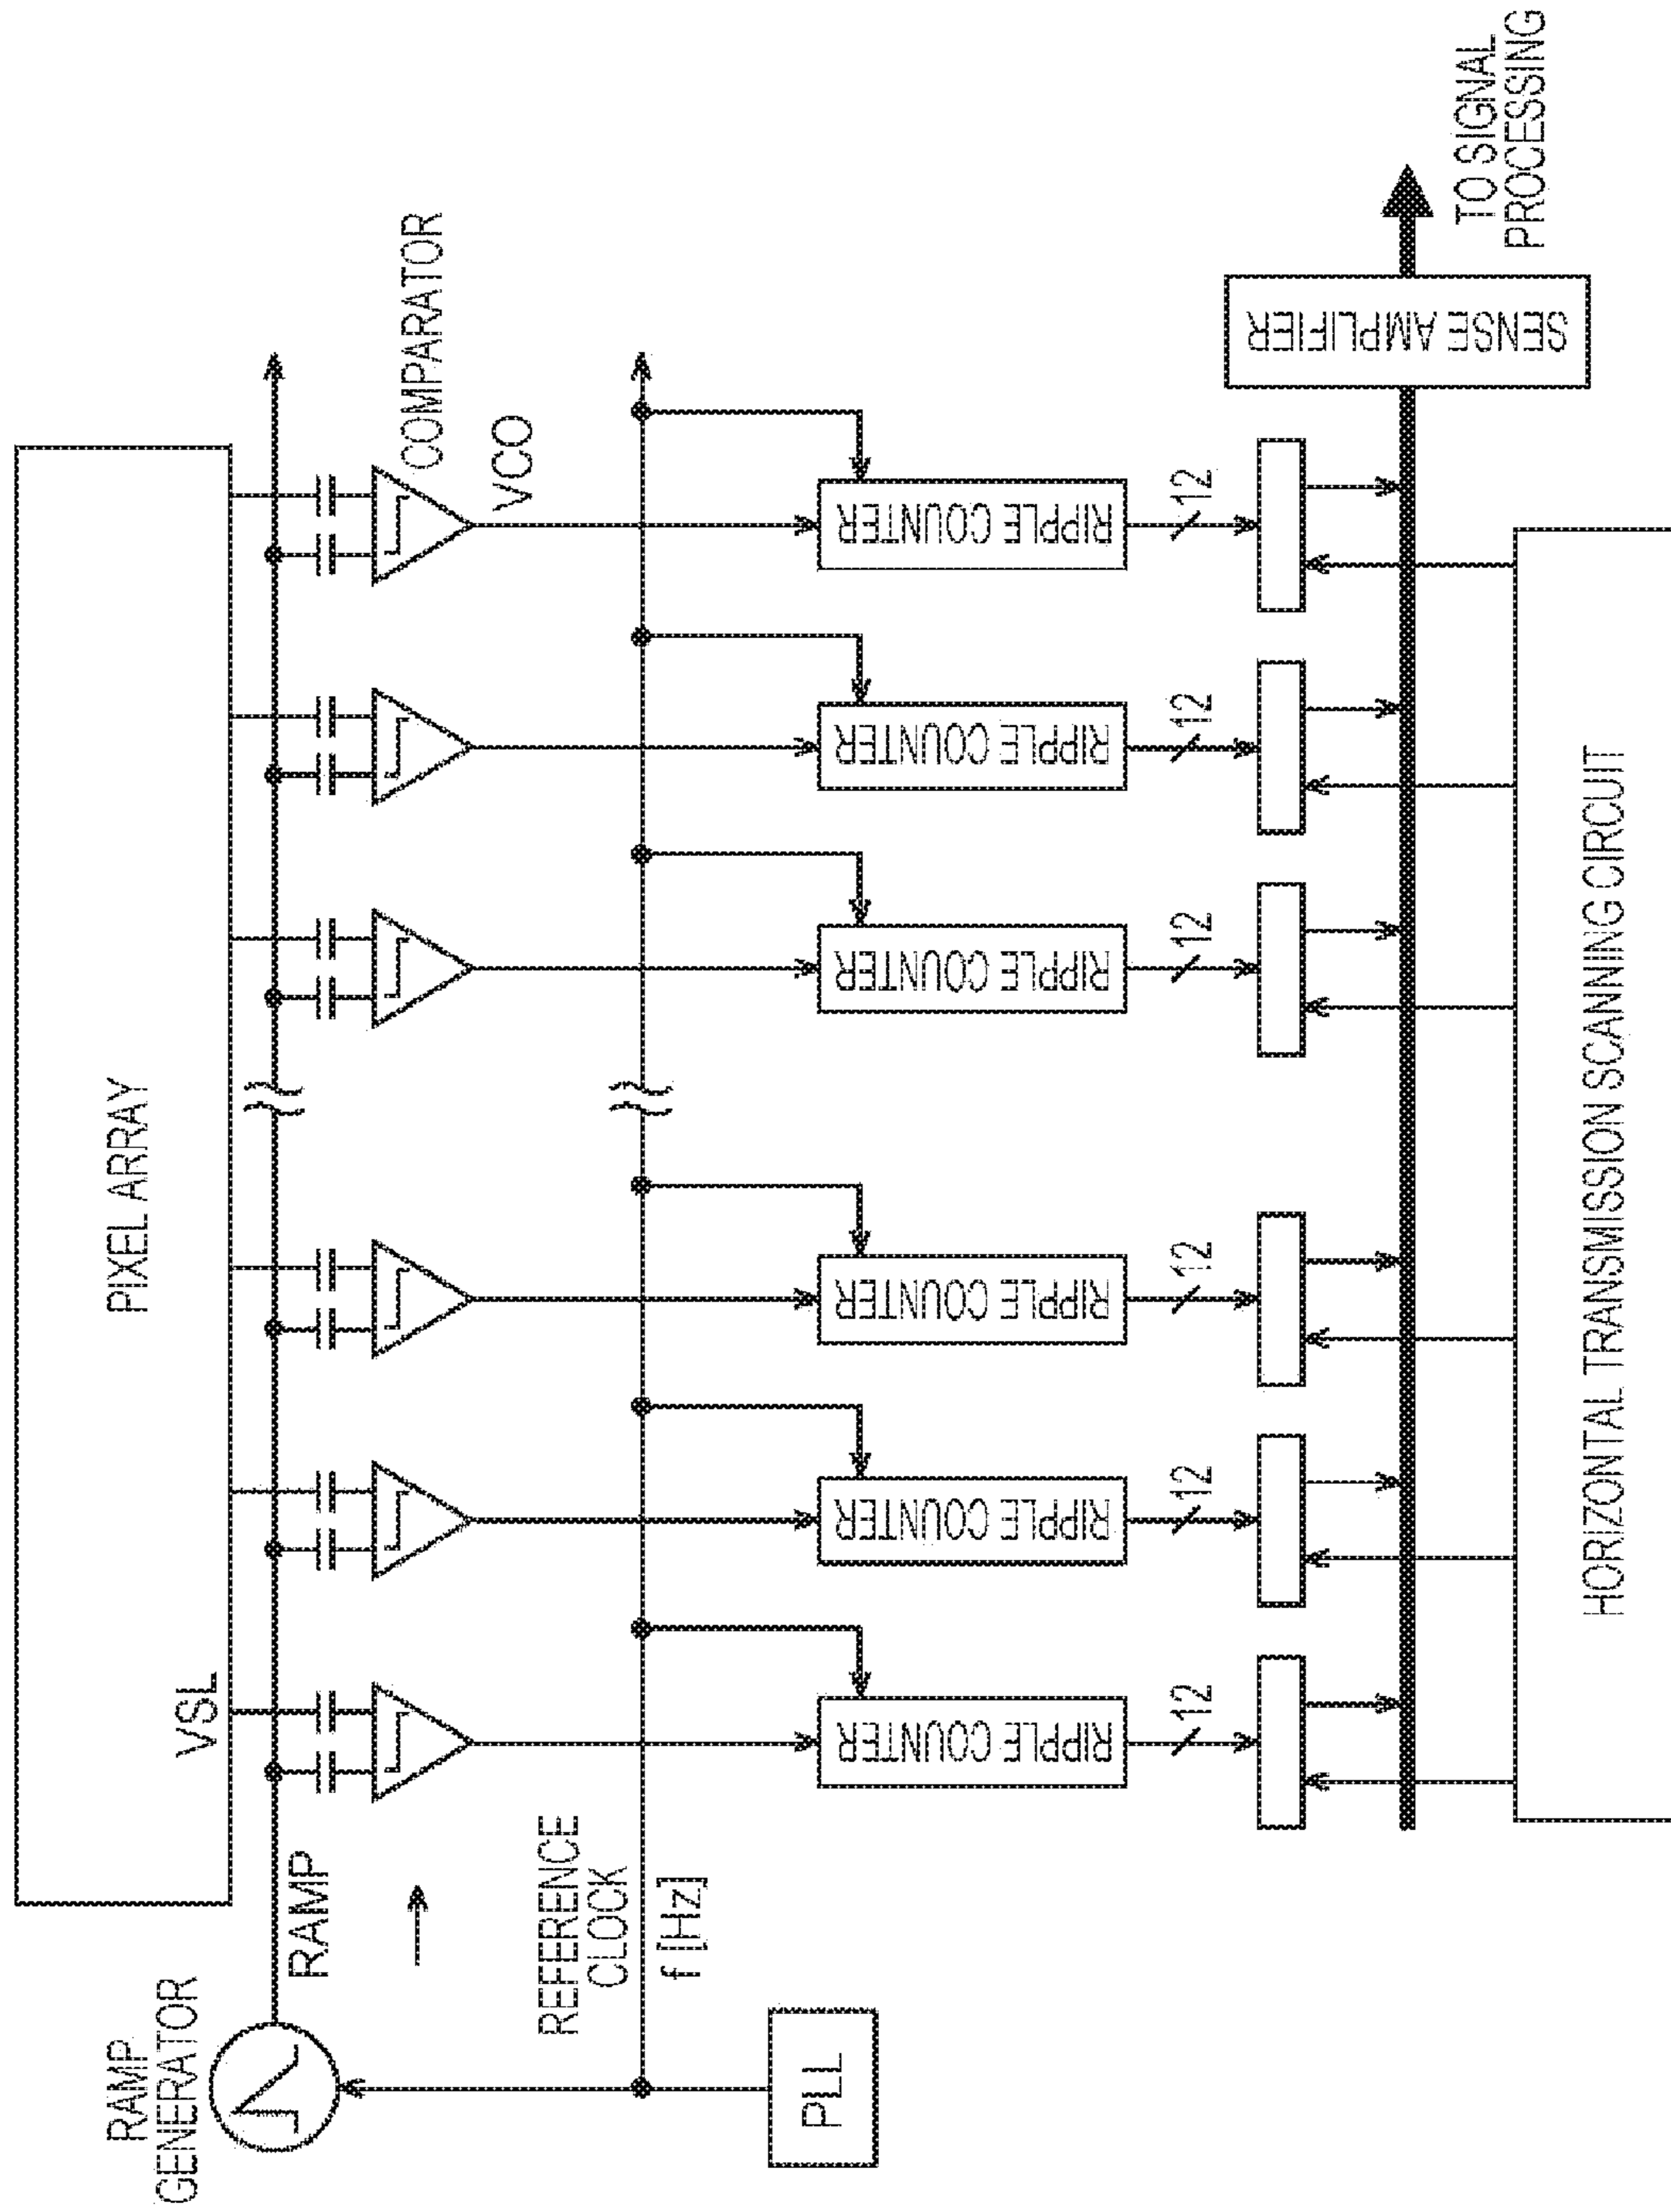 PIXEL ARRAY
RAMP
GENERATOR
RAMP
VSL
COMPARATOR
VCO
REFERENCE
CLOCK
f [Hz]
PLL
RIPPLE COUNTER
RIPPLE COUNTER
RIPPLE COUNTER
RIPPLE COUNTER
RIPPLE COUNTER
RIPPLE COUNTER
12
12
12
12
12
12
SENSE AMPLIFIER
TO SIGNAL
PROCESSING
HORIZONTAL TRANSMISSION SCANNING CIRCUIT